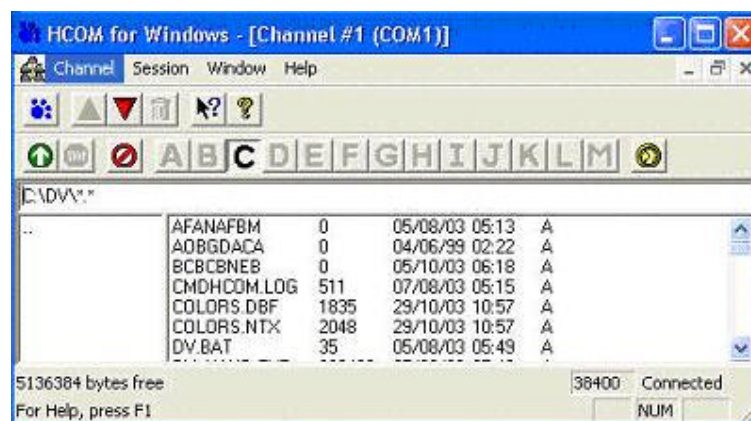 HCOM for Windows - [Channel #1 (COM1)]
Channel Session Window Help
A B C D E F G H I J K L M
C:\DV\*.*
..
AFANAFBM 0 05/08/03 05:13 A
AOBGDACA 0 04/06/99 02:22 A
BCBCBNEB 0 05/10/03 06:18 A
CMDHCOM.LOG 511 07/08/03 05:15 A
COLORS.DBF 1835 29/10/03 10:57 A
COLORS.NTX 2048 29/10/03 10:57 A
DV.BAT 35 05/08/03 05:49 A
5136384 bytes free 38400 Connected
For Help, press F1 NUM